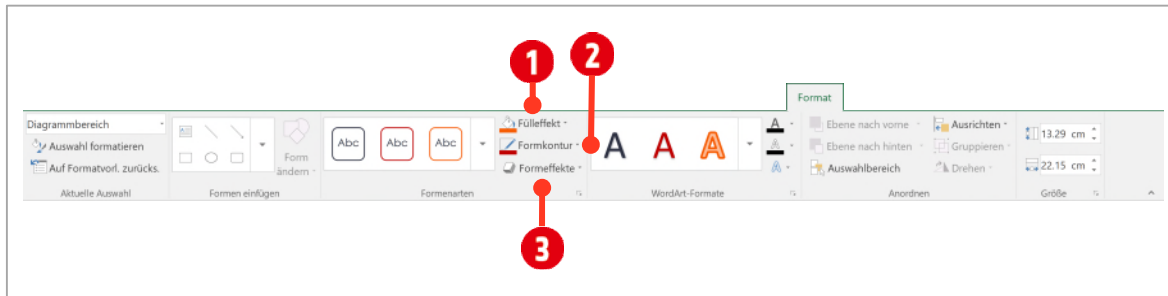 1
2
Format
Diagrammbereich
Auswahl formatieren
Auf Formatvorl. zurücks.
Aktuelle Auswahl
Form
ändern
Formen einfügen
Abc
Abc
Abc
Fülleffekt
Formkontur
Formeffekte
Formenarten
A
A
A
A
A
A
WordArt-Formate
Ebene nach vorne
Ebene nach hinten
Auswahlbereich
Ausrichten
Gruppieren
Drehen
Anordnen
13.29 cm
22.15 cm
Größe
3